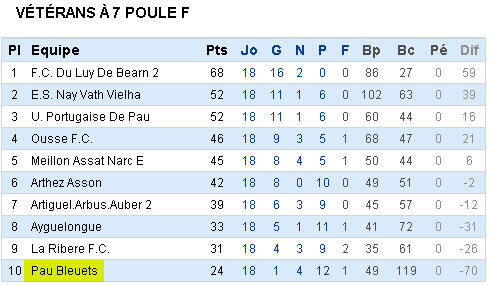 VÉTÉRANS À 7 POULE F
Pl Equipe Pts Jo G N P F Bp Bc Pé Dif
1 F.C. Du Luy De Bearn 2 68 18 16 2 0 0 86 27 0 59
2 E.S. Nay Vath Vielha 52 18 11 1 6 0 102 63 0 39
3 U. Portugaise De Pau 52 18 11 1 6 0 60 44 0 16
4 Ousse F.C. 46 18 9 3 5 1 68 47 0 21
5 Meillon Assat Narc E 45 18 8 4 5 1 50 44 0 6
6 Arthez Asson 42 18 8 0 10 0 49 51 0 -2
7 Artiguel.Arbus.Auber 2 39 18 6 3 9 0 45 57 0 -12
8 Ayguelongue 33 18 5 1 11 1 41 72 0 -31
9 La Ribere F.C. 31 18 4 3 9 2 35 61 0 -26
10 Pau Bleuets 24 18 1 4 12 1 49 119 0 -70